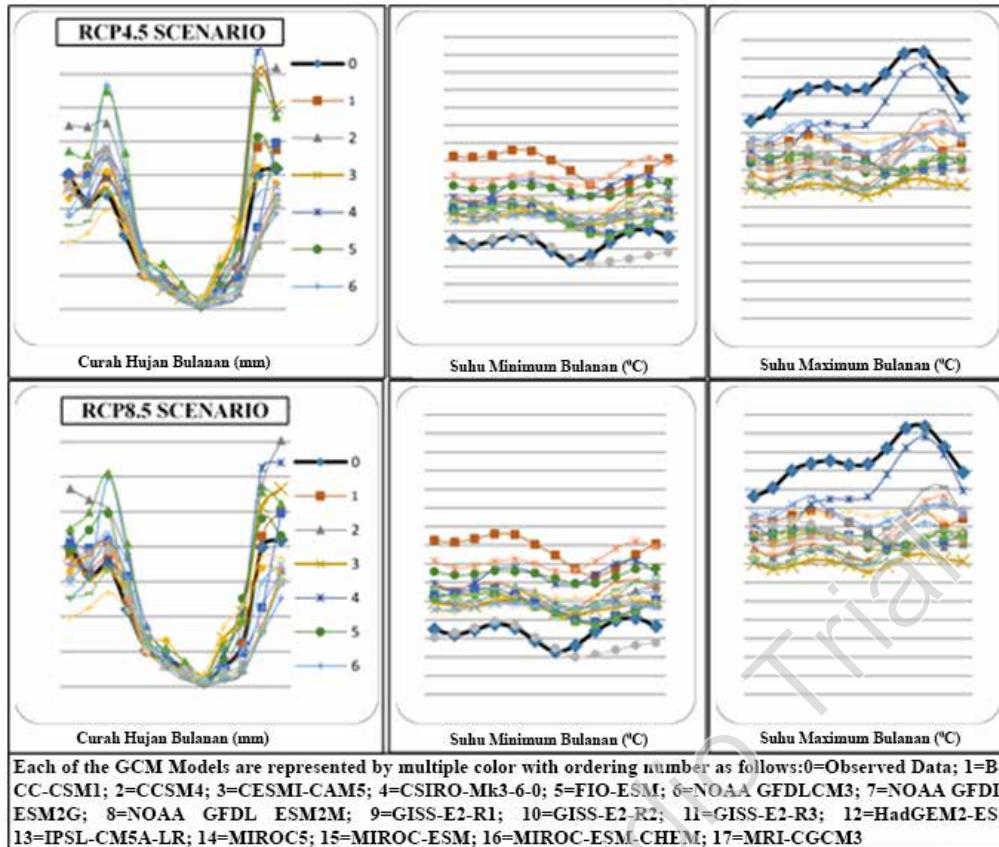 RCP4.5 SCENARIO
0
1
2
3
4
5
6
Curah Hujan Bulanan (mm)
Suhu Minimum Bulanan (⁰C)
Suhu Maximum Bulanan (⁰C)
RCP8.5 SCENARIO
0
1
2
3
4
5
6
Curah Hujan Bulanan (mm)
Suhu Minimum Bulanan (⁰C)
Suhu Maximum Bulanan (⁰C)
Each of the GCM Models are represented by multiple color with ordering number as follows:0=Observed Data; 1=B
CC-CSM1; 2=CCSM4; 3=CESMI-CAM5; 4=CSIRO-Mk3-6-0; 5=FIO-ESM; 6=NOAA GFDLCM3; 7=NOAA GFDL
ESM2G; 8=NOAA GFDL ESM2M; 9=GISS-E2-R1; 10=GISS-E2-R2; 11=GISS-E2-R3; 12=HadGEM2-ES
13=IPSL-CM5A-LR; 14=MIROC5; 15=MIROC-ESM; 16=MIROC-ESM-CHEM; 17=MRI-CGCM3
Trial